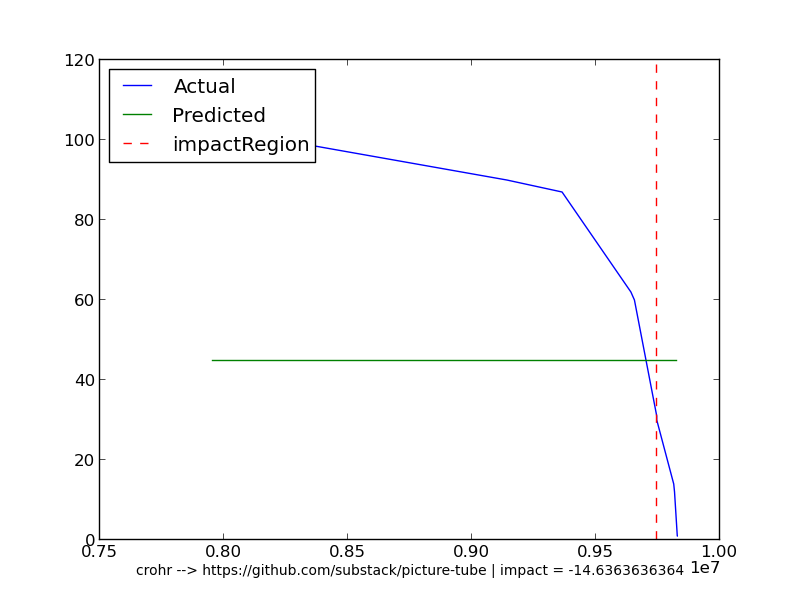 120
100
80
60
40
20
0
Actual
Predicted
impactRegion
0.75 0.80 0.85 0.90 0.95 1.00
1e7
crohr --> https://github.com/substack/picture-tube | impact = -14.6363636364